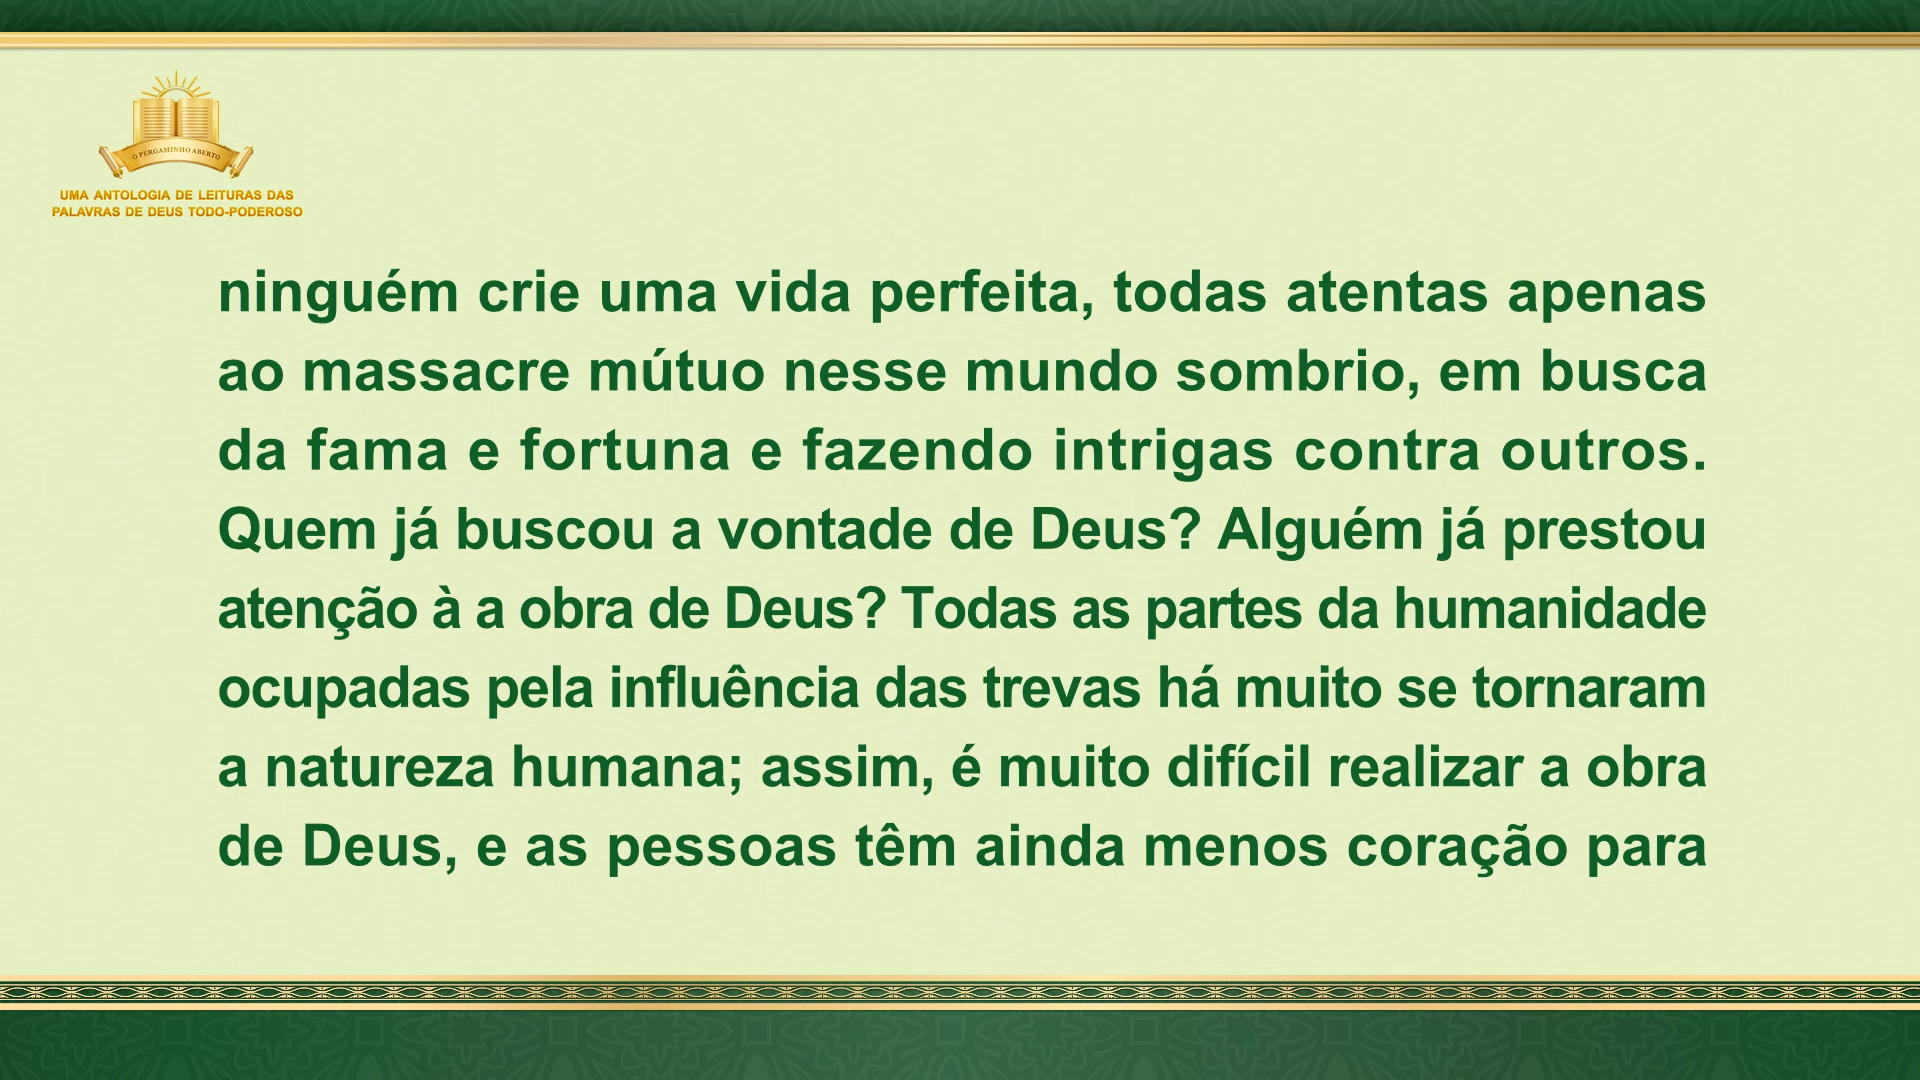 O PERGAMINHO ABERTO
UMA ANTOLOGIA DE LEITURAS DAS
PALAVRAS DE DEUS TODO-PODEROSO
ninguém crie uma vida perfeita, todas atentas apenas
ao massacre mútuo nesse mundo sombrio, em busca
da fama e fortuna e fazendo intrigas contra outros.
Quem já buscou a vontade de Deus? Alguém já prestou
atenção à a obra de Deus? Todas as partes da humanidade
ocupadas pela influência das trevas há muito se tornaram
a natureza humana; assim, é muito difícil realizar a obra
de Deus, e as pessoas têm ainda menos coração para